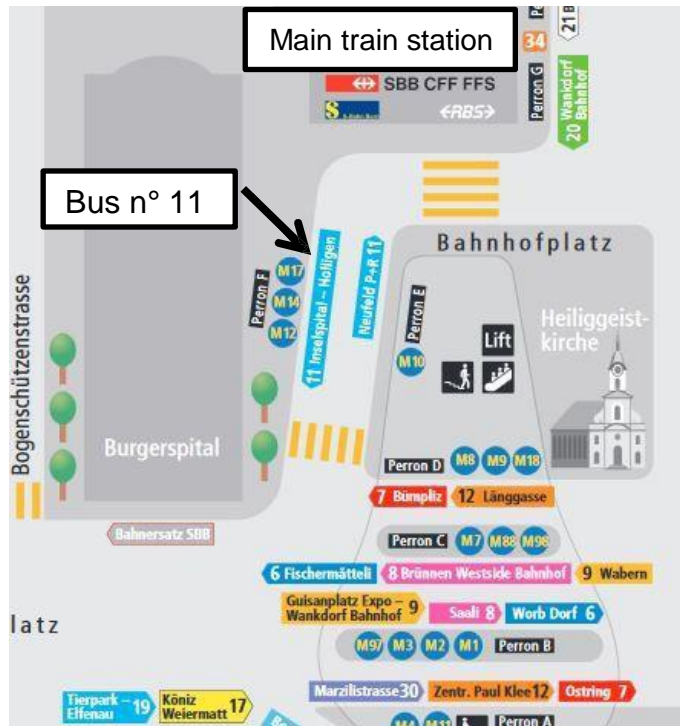 Main train station
SBB CFF FFS
RBS
34
21
Perron G
20 Wankdorf
Bahnhof
Bus n° 11
Bahnhofplatz
M17
M14
M12
Perron F
11 Inselspital – Holligen
Neufeld P+R 11
Perron E
M10
Lift
Heiliggeist-
kirche
Bogenschützenstrasse
Burgerspital
Perron D M8 M9 M18
7 Bümpliz 12 Länggasse
Bahnersatz SBB
Perron C M7 M88 M98
6 Fischermätteli 8 Brünnen Westside Bahnhof 9 Wabern
Guisanplatz Expo –
Wankdorf Bahnhof 9
Saali 8 Worb Dorf 6
latz
M97 M3 M2 M1 Perron B
Tierpark –
Elfenau 19
Köniz
Weiermatt 17
Marzilistrasse 30 Zentr. Paul Klee 12 Ostring 7
M4 M11 Perron A